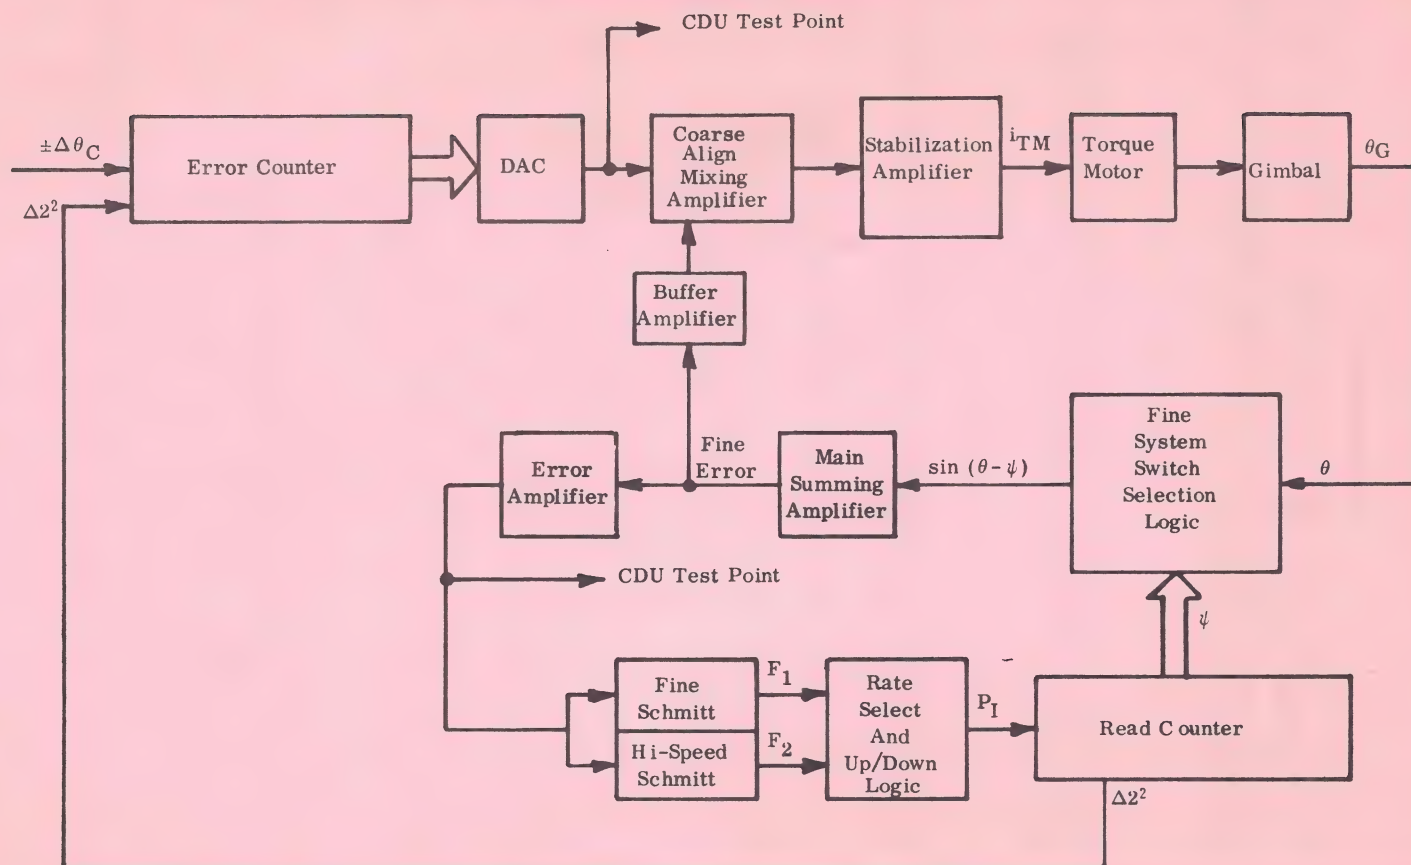 CDU Test Point
±Δθ_C
Δ2²
Error Counter
DAC
Coarse
Align
Mixing
Amplifier
Stabilization
Amplifier
i_TM
Torque
Motor
Gimbal
θ_G
Buffer
Amplifier
Error
Amplifier
Fine
Error
Main
Summing
Amplifier
sin (θ-ψ)
Fine
System
Switch
Selection
Logic
θ
CDU Test Point
ψ
Fine
Schmitt
Hi-Speed
Schmitt
F₁
F₂
Rate
Select
And
Up/Down
Logic
P_I
Read Counter
Δ2²